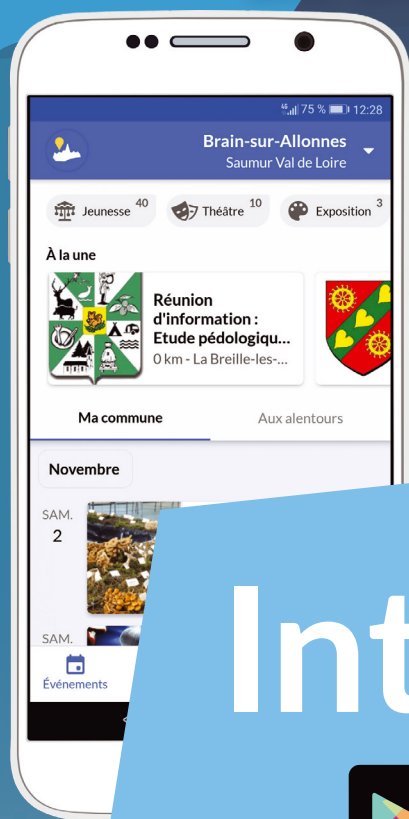 75 % 12:28
Brain-sur-Allonnes
Saumur Val de Loire
Jeunesse 40
Théâtre 10
Exposition 3
À la une
Réunion
d'information :
Etude pédologiqu...
0 km - La Breille-les-...
Ma commune
Aux alentours
Novembre
SAM.
2
SAM.
Événements
Int